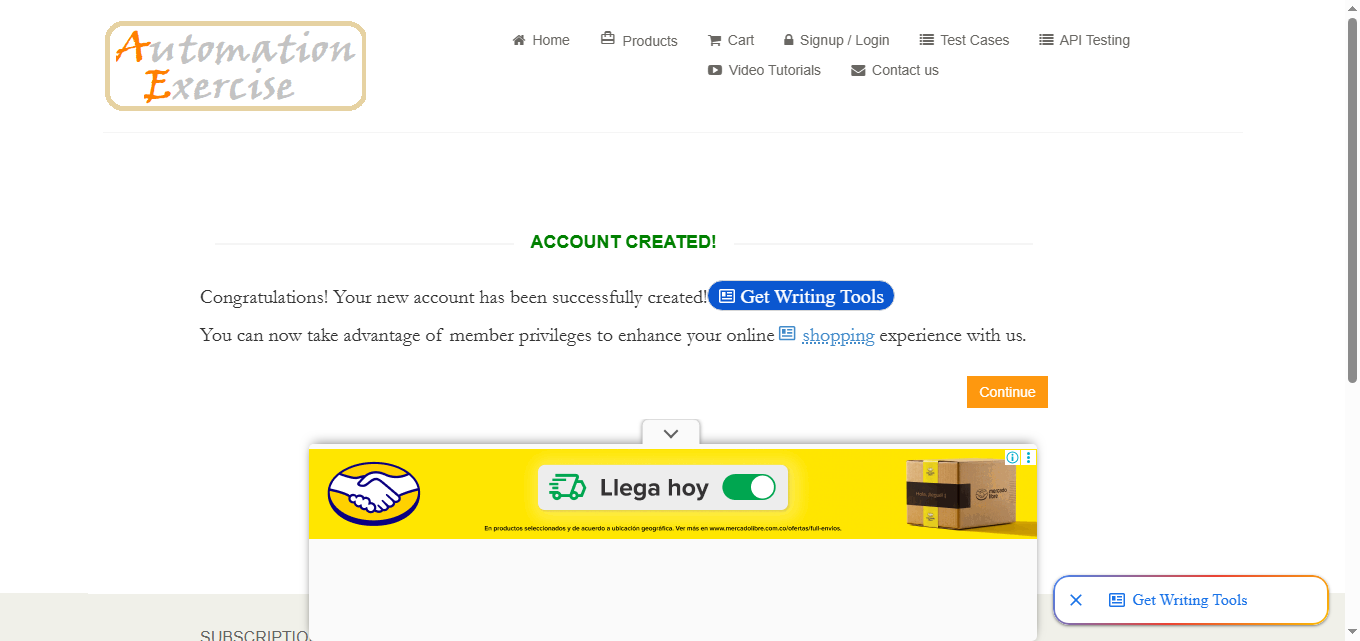 Automation
Exercise
Home
Products
Cart
Signup / Login
Test Cases
API Testing
Video Tutorials
Contact us
ACCOUNT CREATED!
Congratulations! Your new account has been successfully created! Get Writing Tools
You can now take advantage of member privileges to enhance your online shopping experience with us.
Continue
Llega hoy
En productos seleccionados y de acuerdo a ubicación geográfica. Ver más en www.mercadolibre.com.co/ofertas/full-envios.
mercado
libre
Get Writing Tools
SUBSCRIPTIO